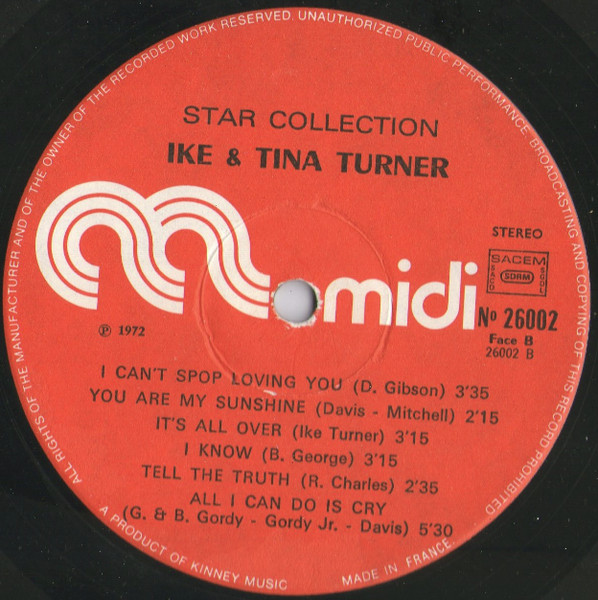 ALL RIGHTS OF THE MANUFACTURER AND OF THE OWNER OF THE RECORDED WORK RESERVED. UNAUTHORIZED PUBLIC PERFORMANCE, BROADCASTING AND COPYING OF THIS RECORD PROHIBITED
STAR COLLECTION
IKE & TINA TURNER
STEREO
SACEM
SACD SDRM SGDL
midi
Nº 26002
Face B
26002 B
℗ 1972
I CAN'T SPOP LOVING YOU (D. Gibson) 3'35
YOU ARE MY SUNSHINE (Davis - Mitchell) 2'15
IT'S ALL OVER (Ike Turner) 3'15
I KNOW (B. George) 3'15
TELL THE TRUTH (R. Charles) 2'35
ALL I CAN DO IS CRY
(G. & B. Gordy - Gordy Jr. - Davis) 5'30
A PRODUCT OF KINNEY MUSIC
MADE IN FRANCE.